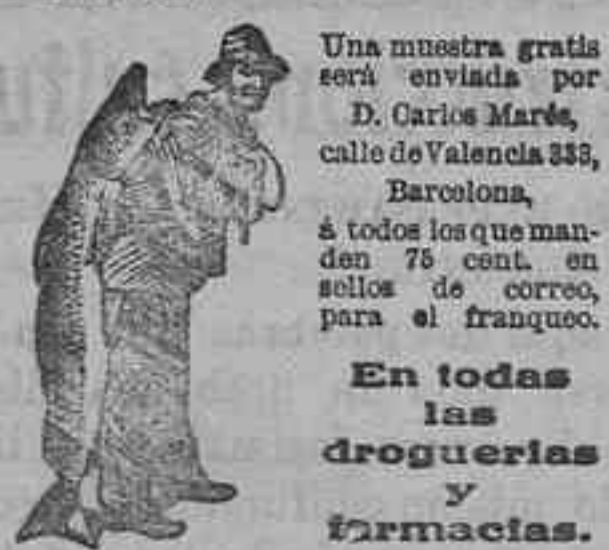 Una muestra gratis
será enviada por
D. Carlos Marés,
calle de Valencia 333,
Barcelona,
á todos los que man-
den 75 cent. en
sellos de correo,
para el franqueo.
En todas
las
droguerias
y
farmacias.